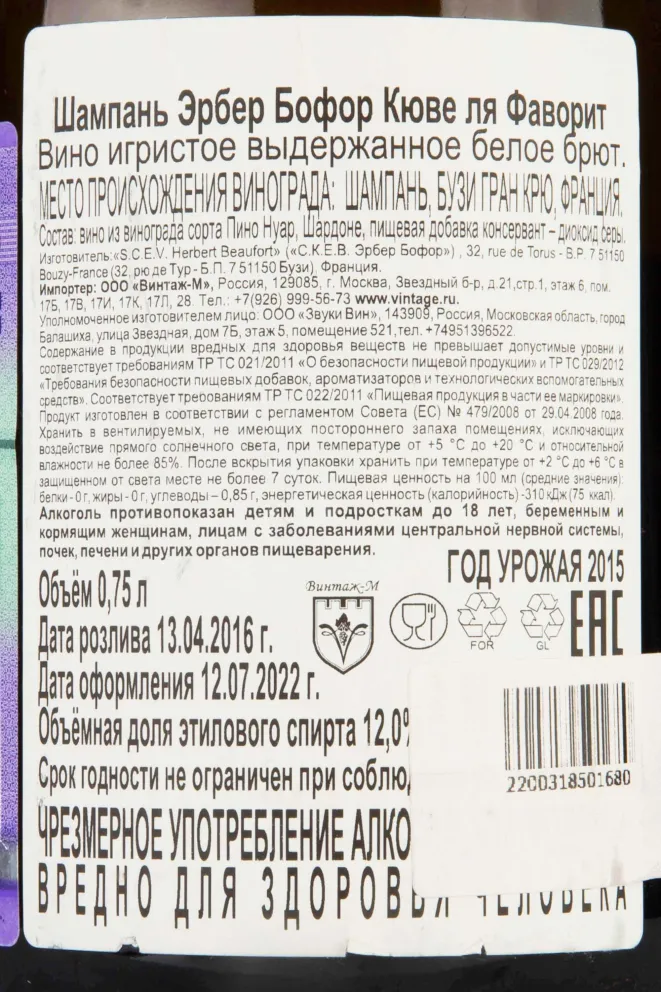 Шампань Эрбер Бофор Кюве ля Фаворит
Вино игристое выдержанное белое брют.
МЕСТО ПРОИСХОЖДЕНИЯ ВИНОГРАДА: ШАМПАНЬ, БУЗИ ГРАН КРЮ, ФРАНЦИЯ.
Состав: вино из винограда сорта Пино Нуар, Шардоне, пищевая добавка консервант – диоксид серы.
Изготовитель:«S.C.E.V. Herbert Beaufort» («С.К.Е.В. Эрбер Бофор») , 32, rue de Torus - B.P. 7 51150
Bouzy-France (32, рю де Тур - Б.П. 7 51150 Бузи), Франция.
Импортер: ООО «Винтаж-М», Россия, 129085, г. Москва, Звездный б-р, д.21,стр.1, этаж 6, пом.
17Б, 17В, 17И, 17К, 17Л, 28. Тел.: +7(926) 999-56-73 www.vintage.ru.
Уполномоченное изготовителем лицо: ООО «Звуки Вин», 143909, Россия, Московская область, город
Балашиха, улица Звездная, дом 7Б, этаж 5, помещение 521, тел. +74951396522.
Содержание в продукции вредных для здоровья веществ не превышает допустимые уровни и
соответствует требованиям ТР ТС 021/2011 «О безопасности пищевой продукции» и ТР ТС 029/2012
«Требования безопасности пищевых добавок, ароматизаторов и технологических вспомогательных
средств». Соответствует требованиям ТР ТС 022/2011 «Пищевая продукция в части ее маркировки».
Продукт изготовлен в соответствии с регламентом Совета (ЕС) № 479/2008 от 29.04.2008 года.
Хранить в вентилируемых, не имеющих постороннего запаха помещениях, исключающих
воздействие прямого солнечного света, при температуре от +5 °С до +20 °С и относительной
влажности не более 85%. После вскрытия упаковки хранить при температуре от +2 °С до +6 °С в
защищенном от света месте не более 7 суток. Пищевая ценность на 100 мл (средние значения):
белки - 0 г, жиры - 0 г, углеводы – 0,85 г, энергетическая ценность (калорийность) -310 кДж (75 ккал).
Алкоголь противопоказан детям и подросткам до 18 лет, беременным и
кормящим женщинам, лицам с заболеваниями центральной нервной системы,
почек, печени и других органов пищеварения.
ГОД УРОЖАЯ 2015
Объём 0,75 л
Винтаж-М
FOR
GL
EAC
Дата розлива 13.04.2016 г.
Дата оформления 12.07.2022 г.
Объёмная доля этилового спирта 12,0%
Срок годности не ограничен при соблюд
2200318501680
ЧРЕЗМЕРНОЕ УПОТРЕБЛЕНИЕ АЛКО
ВРЕДНО ДЛЯ ЗДОРОВЬЯ ЧЕЛОВЕКА